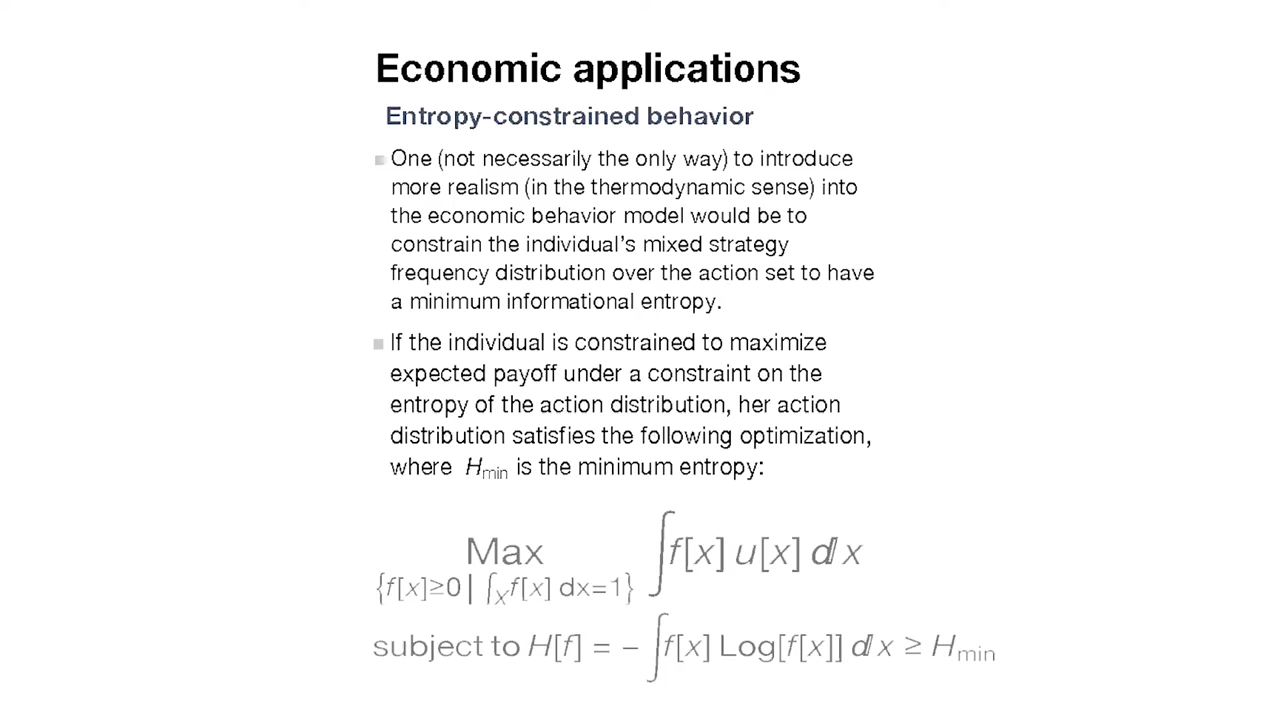 Economic applications
Entropy-constrained behavior
One (not necessarily the only way) to introduce
more realism (in the thermodynamic sense) into
the economic behavior model would be to
constrain the individual's mixed strategy
frequency distribution over the action set to have
a minimum informational entropy.
If the individual is constrained to maximize
expected payoff under a constraint on the
entropy of the action distribution, her action
distribution satisfies the following optimization,
where H_min is the minimum entropy:
Max ∫f[x] u[x] ⅆx
{f[x]≥0| ∫_X f[x] dx=1}
subject to H[f] = − ∫f[x] Log[f[x]] ⅆx ≥ H_min